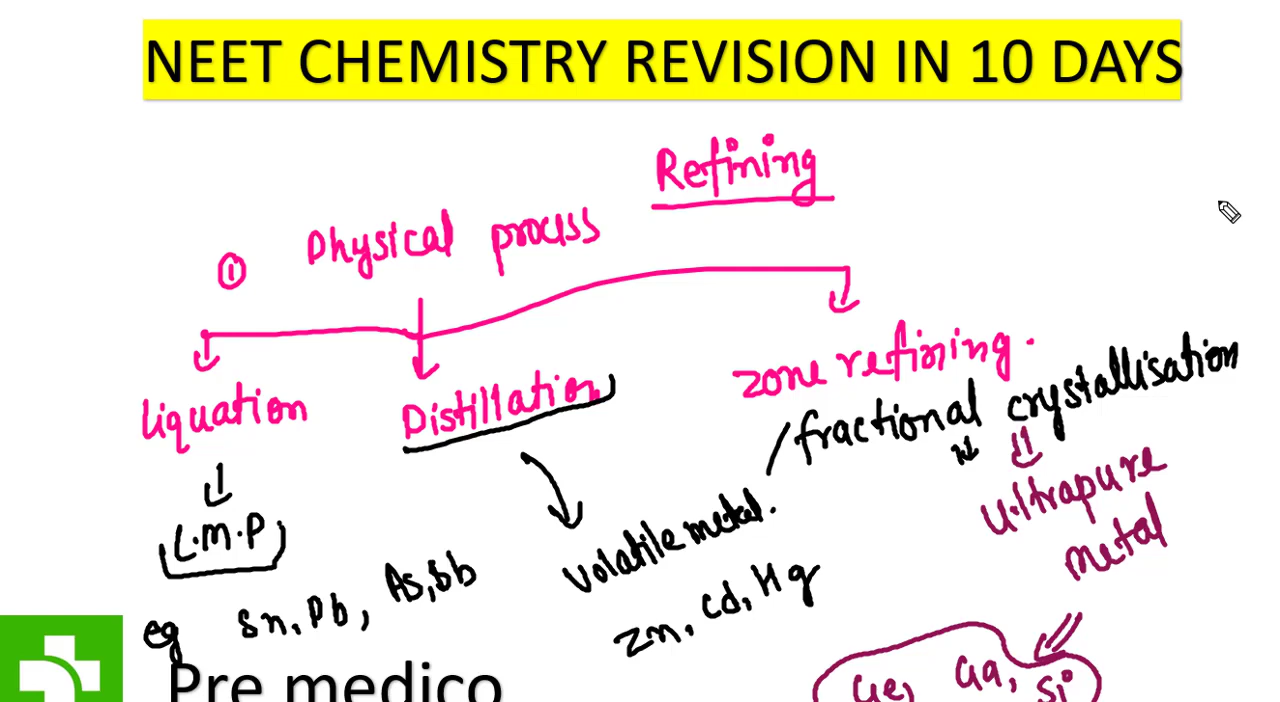 NEET CHEMISTRY REVISION IN 10 DAYS
Refining
① Physical process
liquation
Distillation
zone refining.
/fractional crystallisation
L.M.P
Volatile metal.
Ultrapure
metal
eg Sn, Pb, As, Sb
Zn, Cd, Hg
Ge, Ga, Si
Pre medico